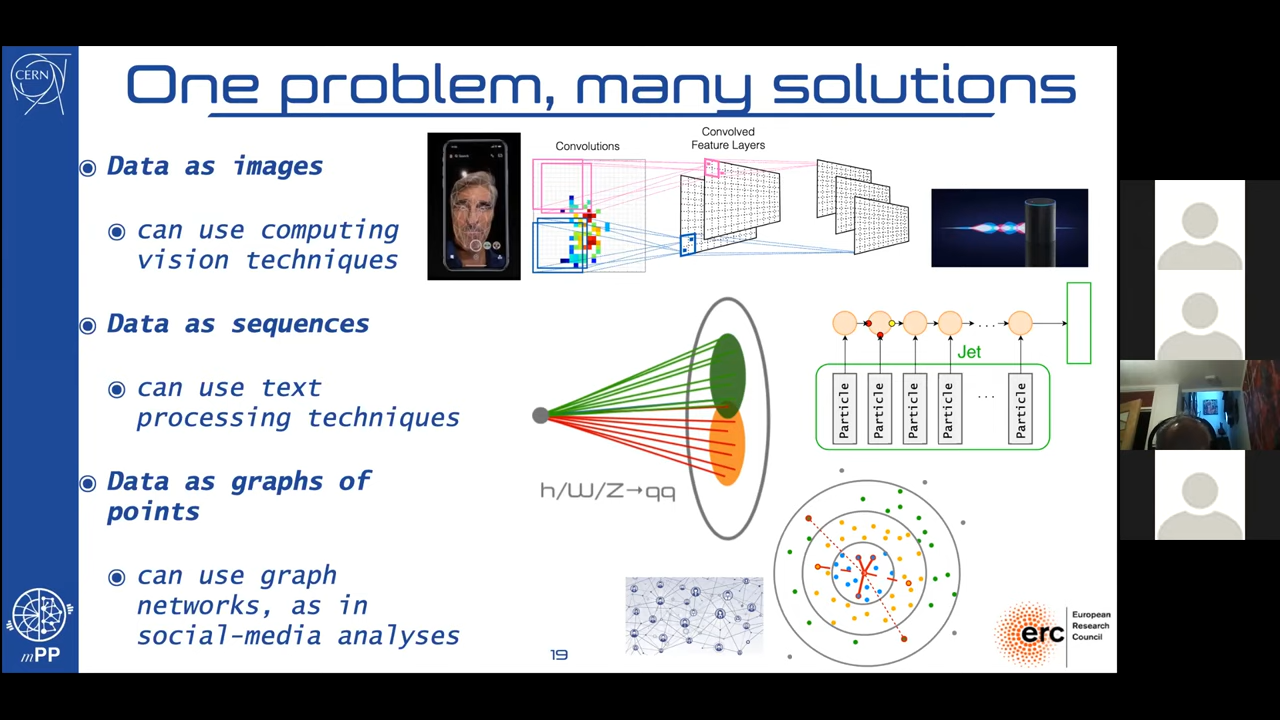 CERN
One problem, many solutions
Data as images
can use computing
vision techniques
Data as sequences
can use text
processing techniques
Data as graphs of
points
can use graph
networks, as in
social-media analyses
Convolutions
Convolved
Feature Layers
h/W/Z→qq
Jet
Particle
Particle
Particle
Particle
...
Particle
mPP
19
erc
European
Research
Council